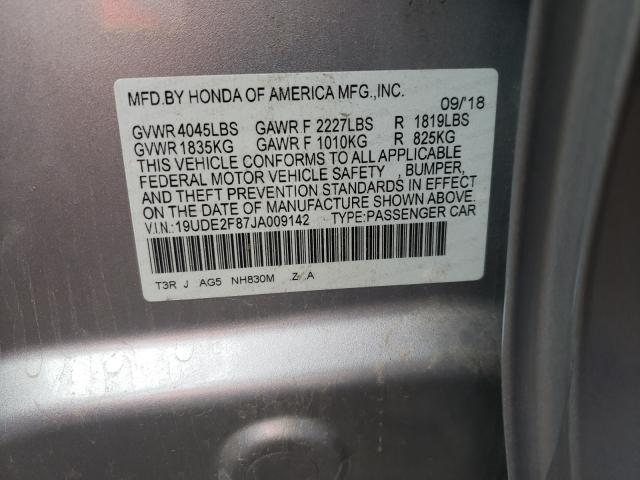 MFD.BY HONDA OF AMERICA MFG.,INC. 09/'18
GVWR 4045LBS GAWR F 2227LBS R 1819LBS
GVWR 1835KG GAWR F 1010KG R 825KG
THIS VEHICLE CONFORMS TO ALL APPLICABLE
FEDERAL MOTOR VEHICLE SAFETY , BUMPER,
AND THEFT PREVENTION STANDARDS IN EFFECT
ON THE DATE OF MANUFACTURE SHOWN ABOVE.
V.I.N.:19UDE2F87JA009142 TYPE:PASSENGER CAR
T3R J AG5 NH830M